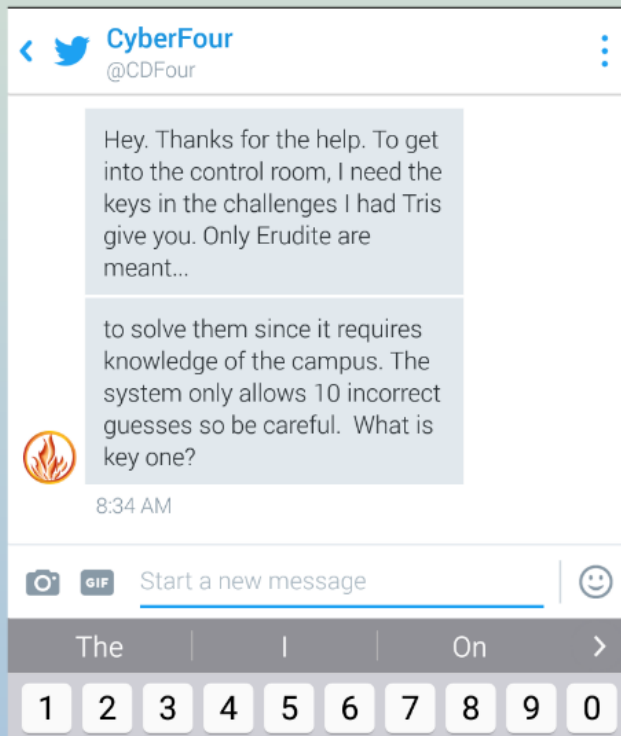 CyberFour
@CDFour
Hey. Thanks for the help. To get
into the control room, I need the
keys in the challenges I had Tris
give you. Only Erudite are
meant...
to solve them since it requires
knowledge of the campus. The
system only allows 10 incorrect
guesses so be careful.  What is
key one?
8:34 AM
GIF Start a new message
The I On
1 2 3 4 5 6 7 8 9 0